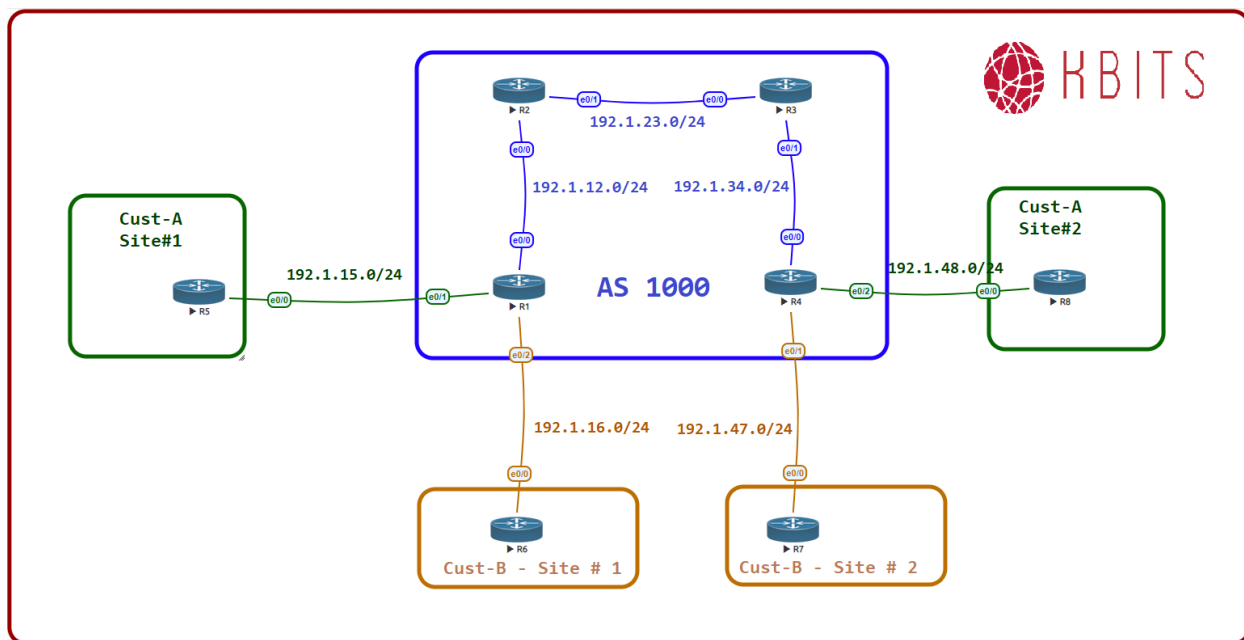 KBITS
e0/1
e0/0
▶ R2
▶ R3
192.1.23.0/24
e0/0
e0/1
192.1.12.0/24
192.1.34.0/24
Cust-A
Site#1
Cust-A
Site#2
e0/0
e0/0
192.1.15.0/24
192.1.48.0/24
AS 1000
e0/0
e0/1
e0/2
e0/0
▶ R5
▶ R1
▶ R4
▶ R8
e0/2
e0/1
192.1.16.0/24
192.1.47.0/24
e0/0
e0/0
▶ R6
▶ R7
Cust-B - Site # 1
Cust-B - Site # 2